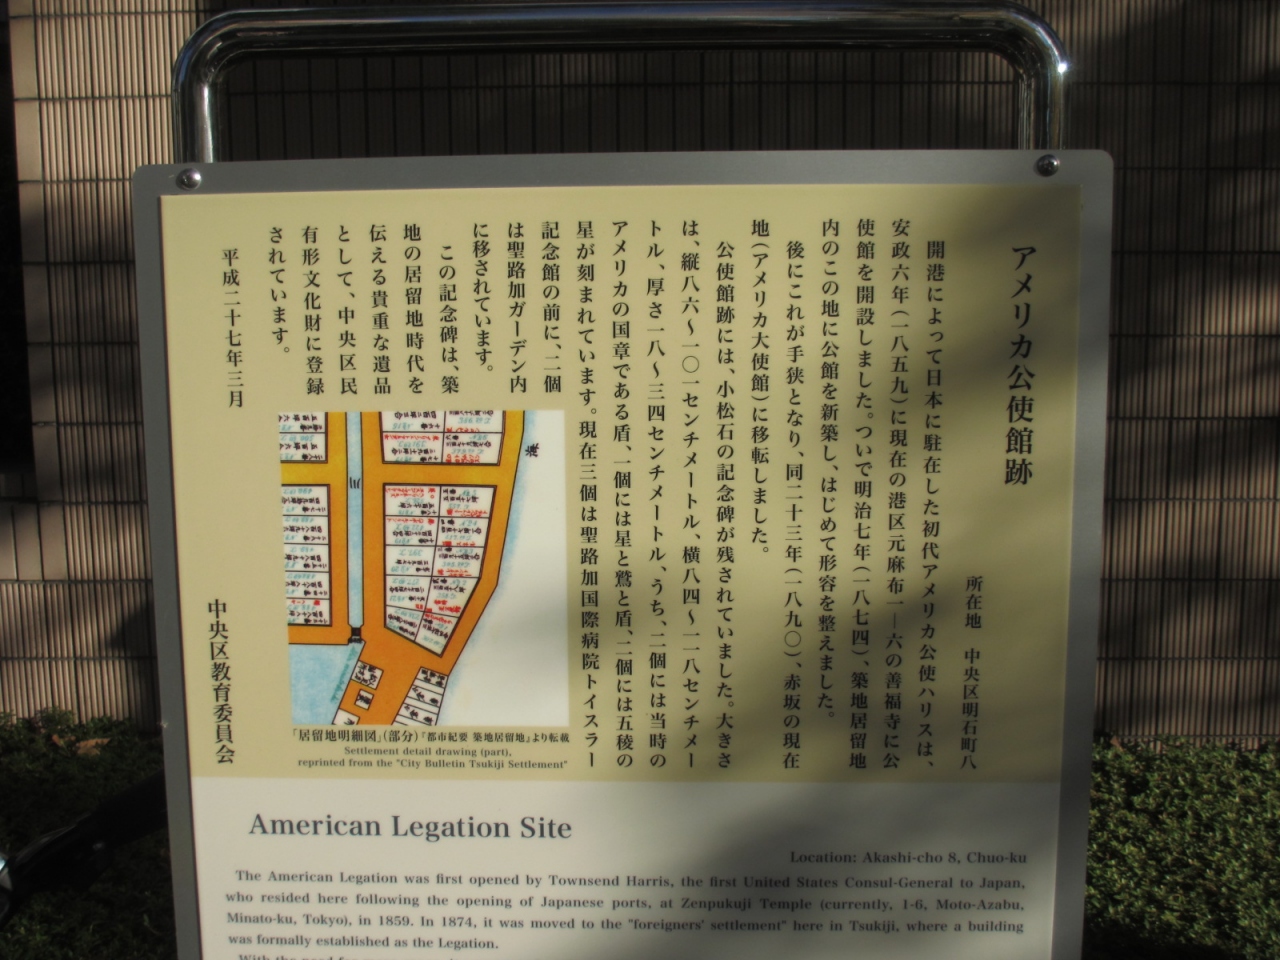 アメリカ公使館跡
所在地 中央区明石町八
開港によって日本に駐在した初代アメリカ公使ハリスは、
安政六年(一八五九)に現在の港区元麻布一―六の善福寺に公
使館を開設しました。ついで明治七年(一八七四)、築地居留地
内のこの地に公館を新築し、はじめて形容を整えました。
後にこれが手狭となり、同二十三年(一八九〇)、赤坂の現在
地(アメリカ大使館)に移転しました。
公使館跡には、小松石の記念碑が残されていました。大きさ
は、縦八六〜一〇一センチメートル、横八四〜一一八センチメー
トル、厚さ一八〜三四センチメートル、うち、二個には当時の
アメリカの国章である盾、一個には星と鷲と盾、二個には五稜の
星が刻まれています。現在三個は聖路加国際病院トイスラー
記念館の前に、二個
は聖路加ガーデン内
に移されています。
この記念碑は、築
地の居留地時代を
伝える貴重な遺品
として、中央区民
有形文化財に登録
されています。
平成二十七年三月
中央区教育委員会
海
「居留地明細図」(部分)『都市紀要 築地居留地』より転載
Settlement detail drawing (part),
reprinted from the "City Bulletin Tsukiji Settlement"
American Legation Site
Location: Akashi-cho 8, Chuo-ku
The American Legation was first opened by Townsend Harris, the first United States Consul-General to Japan,
who resided here following the opening of Japanese ports, at Zenpukuji Temple (currently, 1-6, Moto-Azabu,
Minato-ku, Tokyo), in 1859. In 1874, it was moved to the "foreigners' settlement" here in Tsukiji, where a building
was formally established as the Legation.